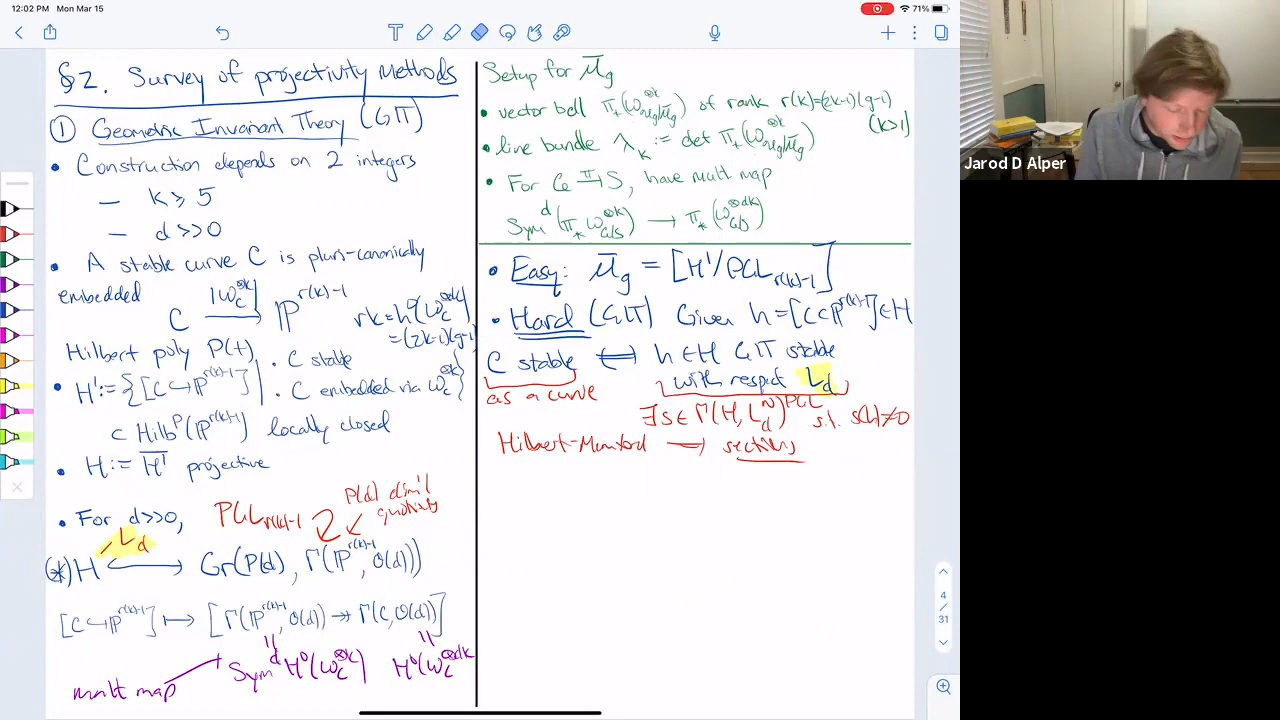 12:02 PM Mon Mar 15
71%
§2. Survey of projectivity methods
① Geometric Invariant Theory (GIT)
• Construction depends on 2 integers
– k ≥ 5
– d >> 0
• A stable curve C is pluri-canonically
embedded
C →^{|ω_C^{⊗k}|} P^{r(k)-1}
rk = h^0(ω_C^{⊗k})
= (2k-1)(g-1)
Hilbert poly P(t)
• H' := {[C ↪ P^{r(k)-1}] | • C stable
• C embedded via ω_C^{⊗k}}
⊂ Hilb^P(P^{r(k)-1}) locally closed
• H := \overline{H'} projective
• For d >> 0,
PGL_{r(k)-1}
P(d) dim'l
quotients
L_d
(*) H ↪ Gr(P(d), Γ(P^{r(k)-1}, O(d)))
[C ↪ P^{r(k)-1}] ↦ [Γ(P^{r(k)-1}, O(d)) ↠ Γ(C, O(d))]
Sym^d H^0(ω_C^{⊗k}) H^0(ω_C^{⊗dk})
mult map
Setup for \overline{M}_g
• vector bdl π_*(ω_{U_g/\overline{M}_g}^{⊗k}) of rank r(k)=(2k-1)(g-1)
(k>1)
• line bundle λ_k := det π_*(ω_{U_g/\overline{M}_g}^{⊗k})
• For C →^π S, have mult map
Sym^d(π_* ω_{C/S}^{⊗k}) → π_*(ω_{C/S}^{⊗dk})
• Easy: \overline{M}_g = [H'/PGL_{r(k)-1}]
• Hard (GIT) Given h = [C ⊂ P^{r(k)-1}] ∈ H
C stable ⟺ h ∈ H GIT stable
with respect L_d
as a curve
∃ s ∈ Γ(H, L_d^N)^{PGL} s.t. s(h) ≠ 0
Hilbert-Mumford → sections
4
/
31
Jarod D Alper